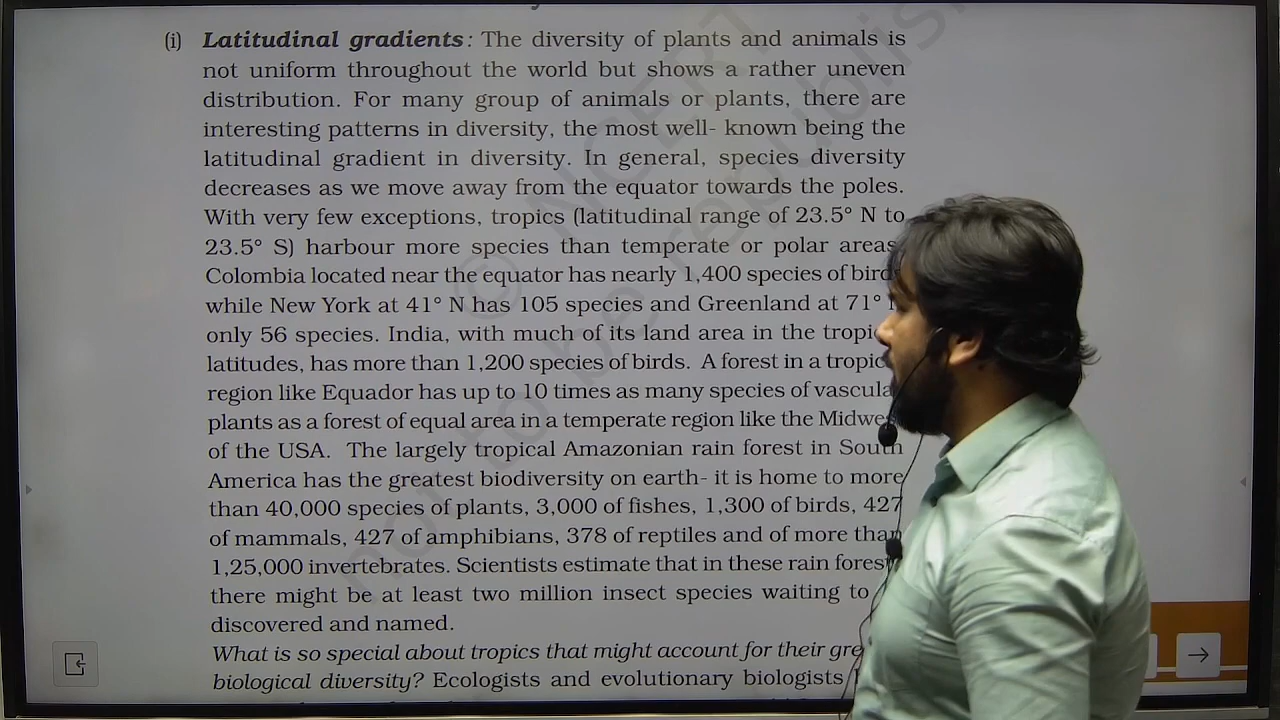 (i) Latitudinal gradients: The diversity of plants and animals is
not uniform throughout the world but shows a rather uneven
distribution. For many group of animals or plants, there are
interesting patterns in diversity, the most well- known being the
latitudinal gradient in diversity. In general, species diversity
decreases as we move away from the equator towards the poles.
With very few exceptions, tropics (latitudinal range of 23.5° N to
23.5° S) harbour more species than temperate or polar areas
Colombia located near the equator has nearly 1,400 species of bird
while New York at 41° N has 105 species and Greenland at 71°
only 56 species. India, with much of its land area in the tropic
latitudes, has more than 1,200 species of birds. A forest in a tropic
region like Equador has up to 10 times as many species of vascula
plants as a forest of equal area in a temperate region like the Midwes
of the USA. The largely tropical Amazonian rain forest in South
America has the greatest biodiversity on earth- it is home to more
than 40,000 species of plants, 3,000 of fishes, 1,300 of birds, 427
of mammals, 427 of amphibians, 378 of reptiles and of more than
1,25,000 invertebrates. Scientists estimate that in these rain fores
there might be at least two million insect species waiting to
discovered and named.
What is so special about tropics that might account for their gre
biological diversity? Ecologists and evolutionary biologists
© NCERT
not to be republish